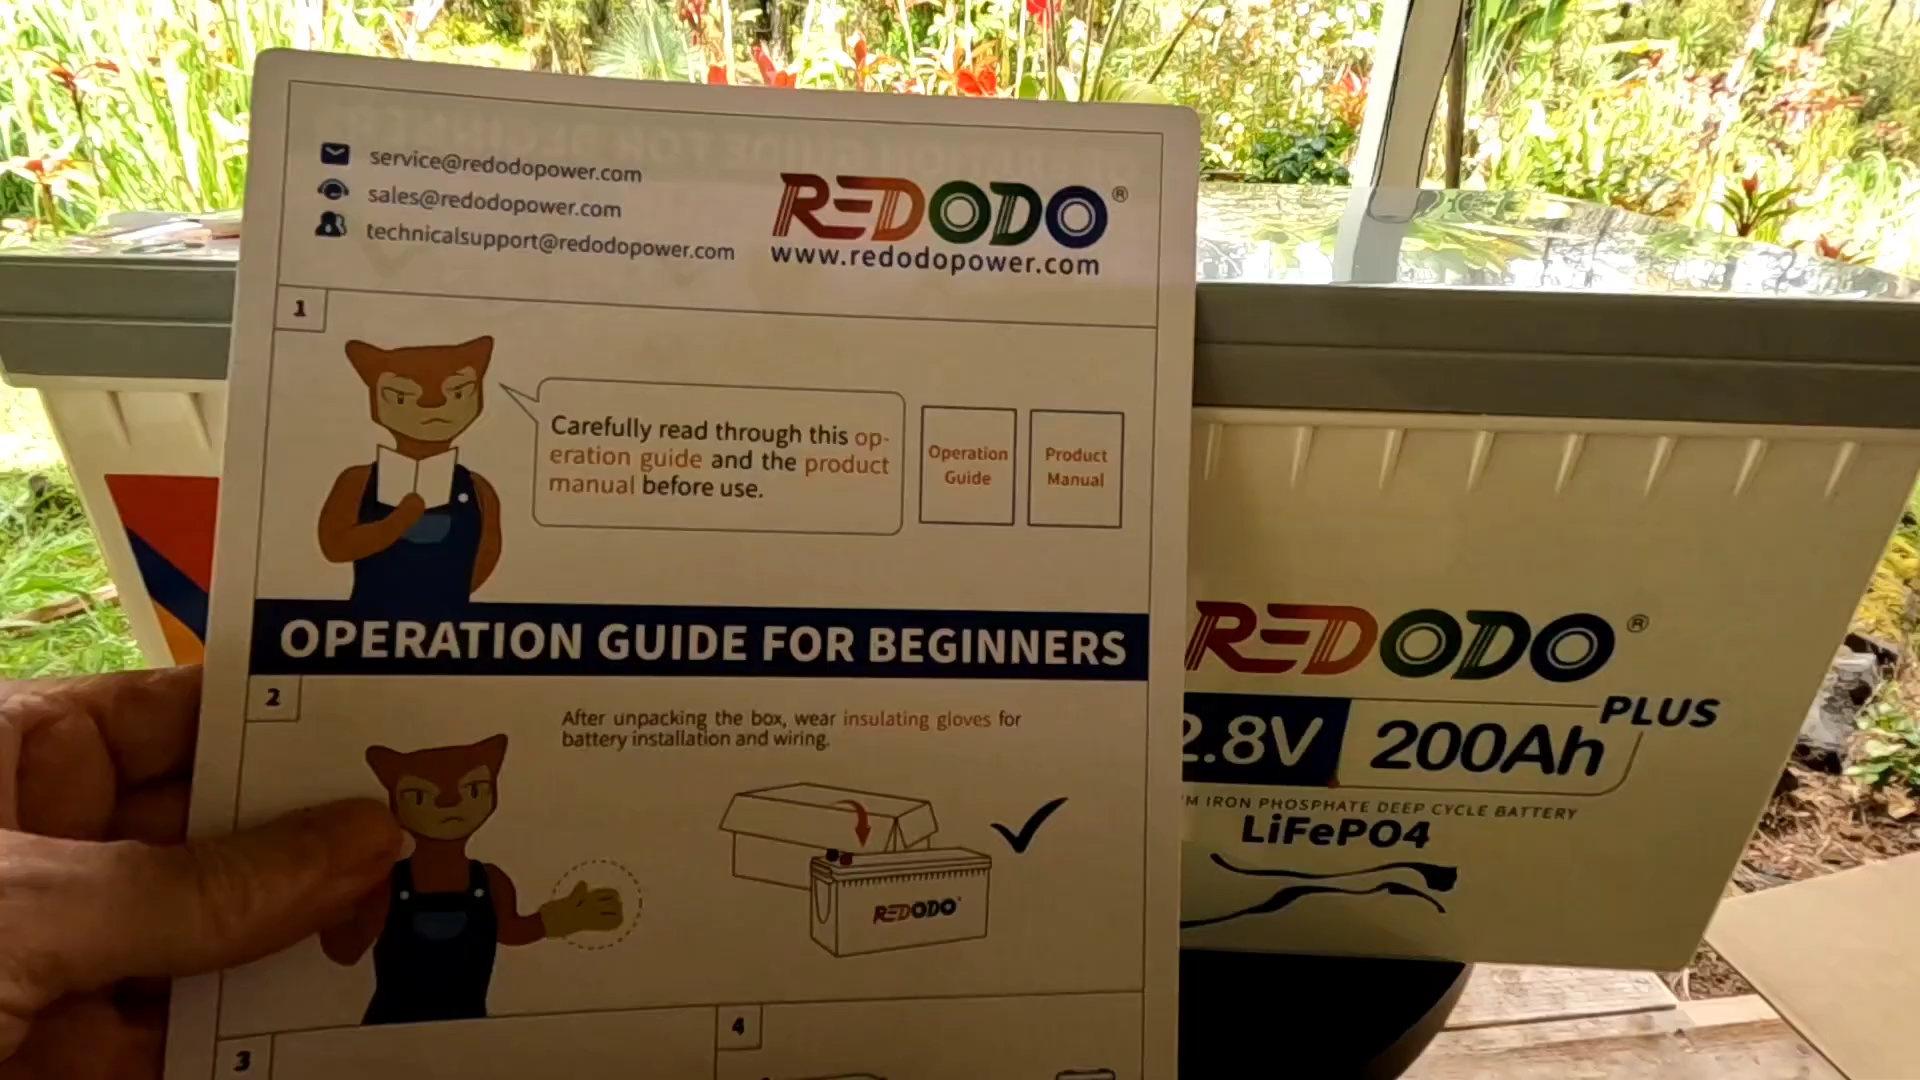 service@redodopower.com
sales@redodopower.com
technicalsupport@redodopower.com
REDODO®
www.redodopower.com
1
Carefully read through this op-
eration guide and the product
manual before use.
Operation
Guide
Product
Manual
OPERATION GUIDE FOR BEGINNERS
2
After unpacking the box, wear insulating gloves for
battery installation and wiring.
REDODO
3
4
REDODO®
PLUS
2.8V 200Ah
IRON PHOSPHATE DEEP CYCLE BATTERY
LiFePO4